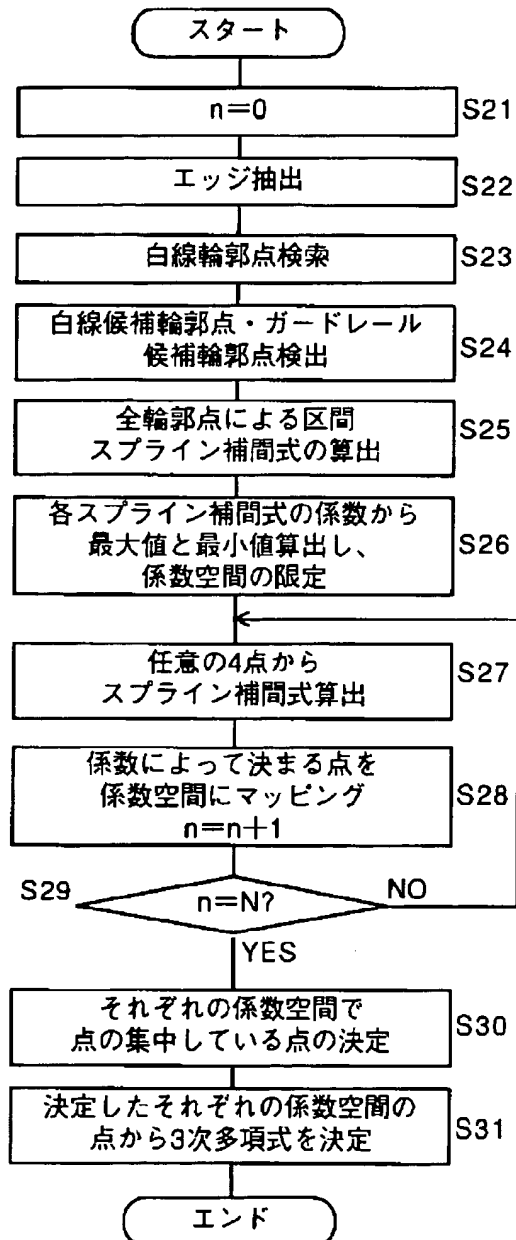 スタート
n=0
S21
エッジ抽出
S22
白線輪郭点検索
S23
白線候補輪郭点・ガードレール
候補輪郭点検出
S24
全輪郭点による区間
スプライン補間式の算出
S25
各スプライン補間式の係数から
最大値と最小値算出し、
係数空間の限定
S26
任意の4点から
スプライン補間式算出
S27
係数によって決まる点を
係数空間にマッピング
n=n+1
S28
S29
n=N?
NO
YES
それぞれの係数空間で
点の集中している点の決定
S30
決定したそれぞれの係数空間の
点から3次多項式を決定
S31
エンド